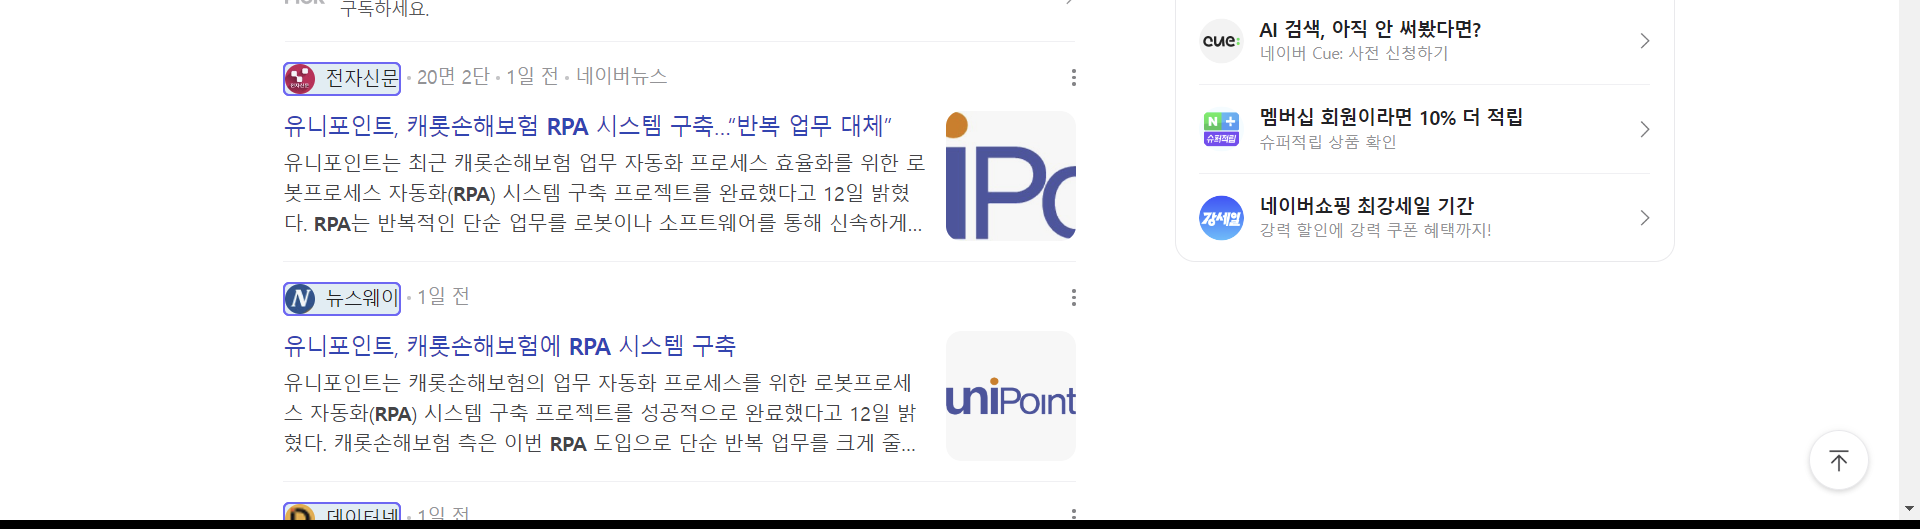 구독하세요.
전자신문 · 20면 2단 · 1일 전 · 네이버뉴스
유니포인트, 캐롯손해보험 RPA 시스템 구축...“반복 업무 대체”
유니포인트는 최근 캐롯손해보험 업무 자동화 프로세스 효율화를 위한 로
봇프로세스 자동화(RPA) 시스템 구축 프로젝트를 완료했다고 12일 밝혔
다. RPA는 반복적인 단순 업무를 로봇이나 소프트웨어를 통해 신속하게...
iPo
뉴스웨이 · 1일 전
유니포인트, 캐롯손해보험에 RPA 시스템 구축
유니포인트는 캐롯손해보험의 업무 자동화 프로세스를 위한 로봇프로세
스 자동화(RPA) 시스템 구축 프로젝트를 성공적으로 완료했다고 12일 밝
혔다. 캐롯손해보험 측은 이번 RPA 도입으로 단순 반복 업무를 크게 줄...
uniPoint
데이터넷 · 1일 전
cue:
AI 검색, 아직 안 써봤다면?
네이버 Cue: 사전 신청하기
N +
슈퍼적립
멤버십 회원이라면 10% 더 적립
슈퍼적립 상품 확인
강세일
네이버쇼핑 최강세일 기간
강력 할인에 강력 쿠폰 혜택까지!